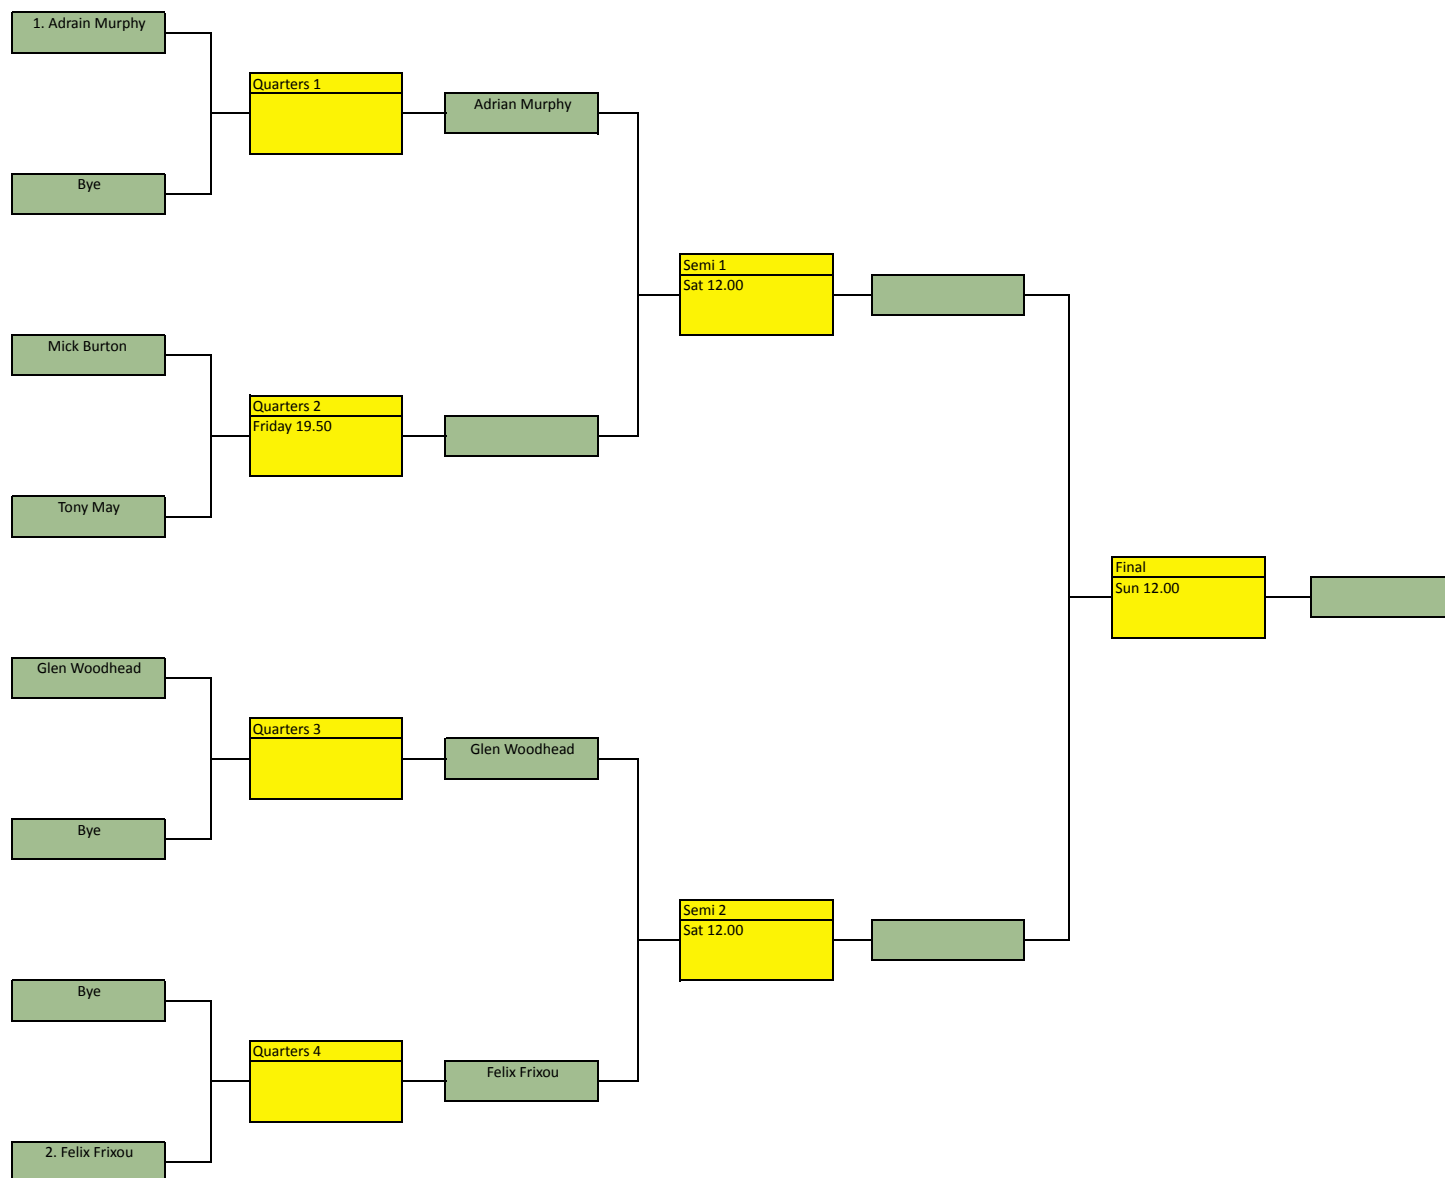 1. Adrain Murphy
Quarters 1
Adrian Murphy
Bye
Semi 1
Sat 12.00
Mick Burton
Quarters 2
Friday 19.50
Tony May
Final
Sun 12.00
Glen Woodhead
Quarters 3
Glen Woodhead
Bye
Semi 2
Sat 12.00
Bye
Quarters 4
Felix Frixou
2. Felix Frixou